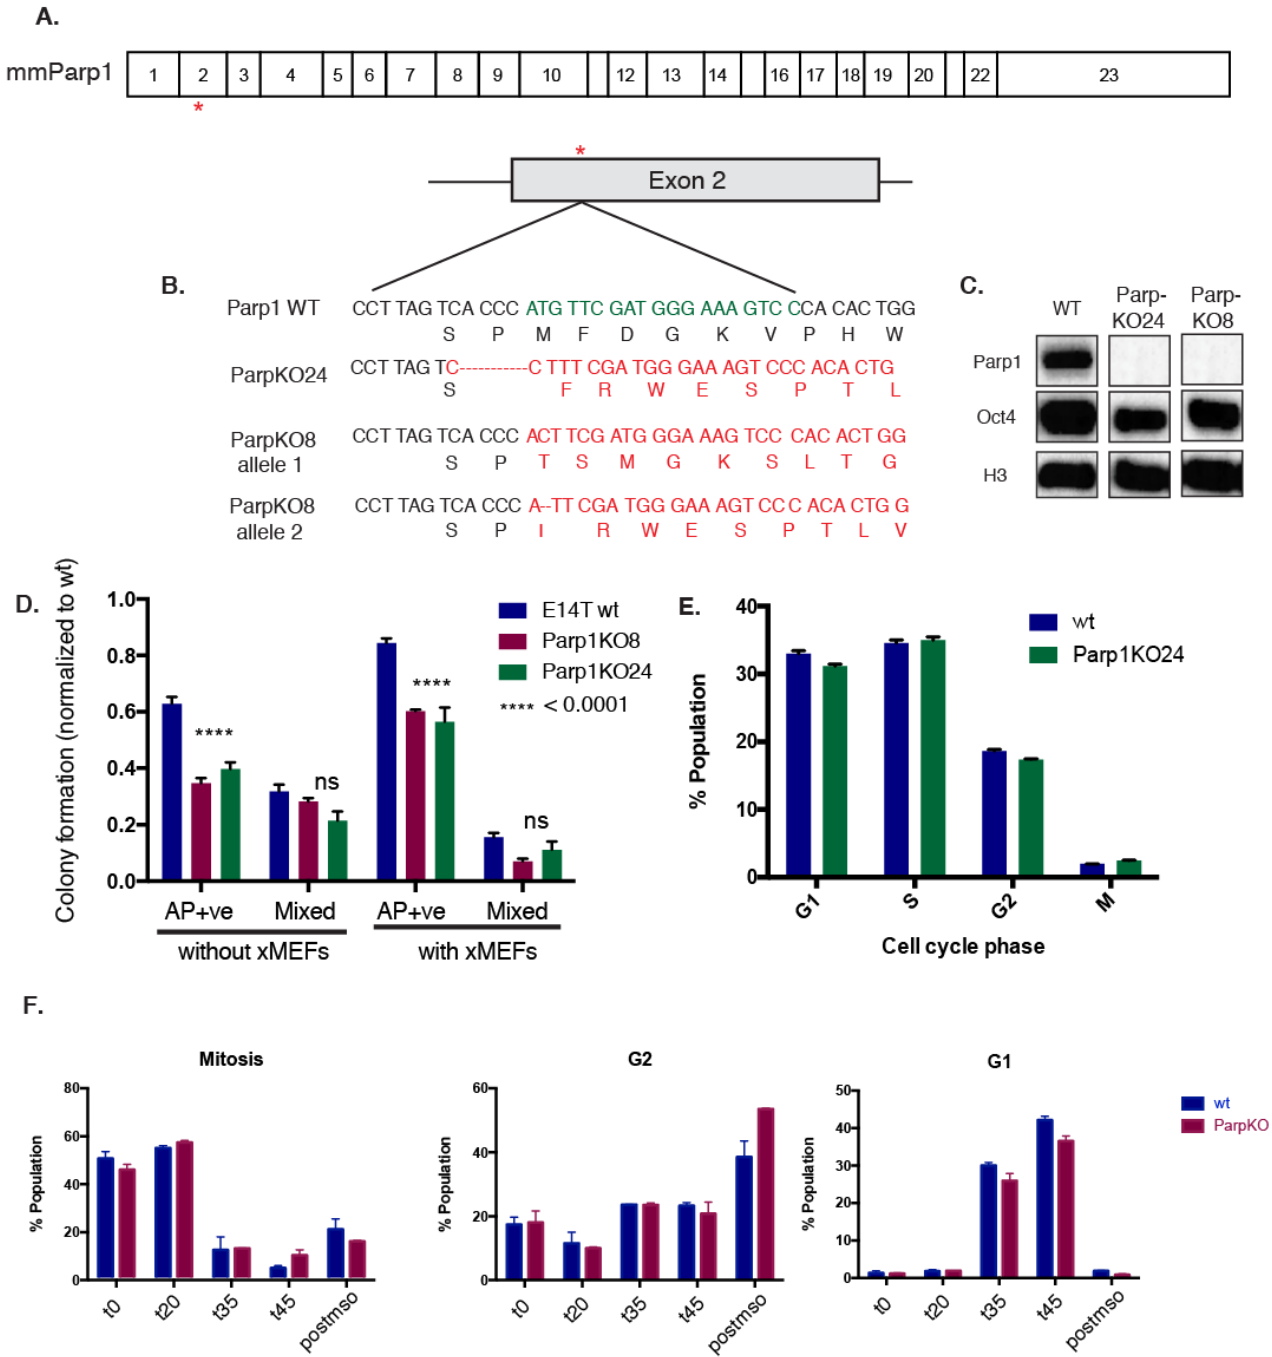 A.
mmParp1 1 2 3 4 5 6 7 8 9 10 12 13 14 16 17 18 19 20 22 23
*
*
Exon 2
B.
Parp1 WT CCT TAG TCA CCC ATG TTC GAT GGG AAA GTC CCA CAC TGG
S P M F D G K V P H W
ParpKO24 CCT TAG TC-----------C TTT CGA TGG GAA AGT CCC ACA CTG
S F R W E S P T L
ParpKO8 allele 1 CCT TAG TCA CCC ACT TCG ATG GGA AAG TCC CAC ACT GG
S P T S M G K S L T G
ParpKO8 allele 2 CCT TAG TCA CCC A--TT CGA TGG GAA AGT CCC ACA CTG G
S P I R W E S P T L V
C.
WT Parp-KO24 Parp-KO8
Parp1
Oct4
H3
D.
Colony formation (normalized to wt)
1.0
0.8
0.6
0.4
0.2
0.0
E14T wt
Parp1KO8
Parp1KO24
**** < 0.0001
****
ns
****
ns
AP+ve Mixed AP+ve Mixed
without xMEFs with xMEFs
E.
% Population
40
30
20
10
0
wt
Parp1KO24
G1 S G2 M
Cell cycle phase
F.
Mitosis
% Population
80
60
40
20
0
t0 t20 t35 t45 postmso
G2
% Population
60
40
20
0
t0 t20 t35 t45 postmso
G1
% Population
50
40
30
20
10
0
t0 t20 t35 t45 postmso
wt
ParpKO